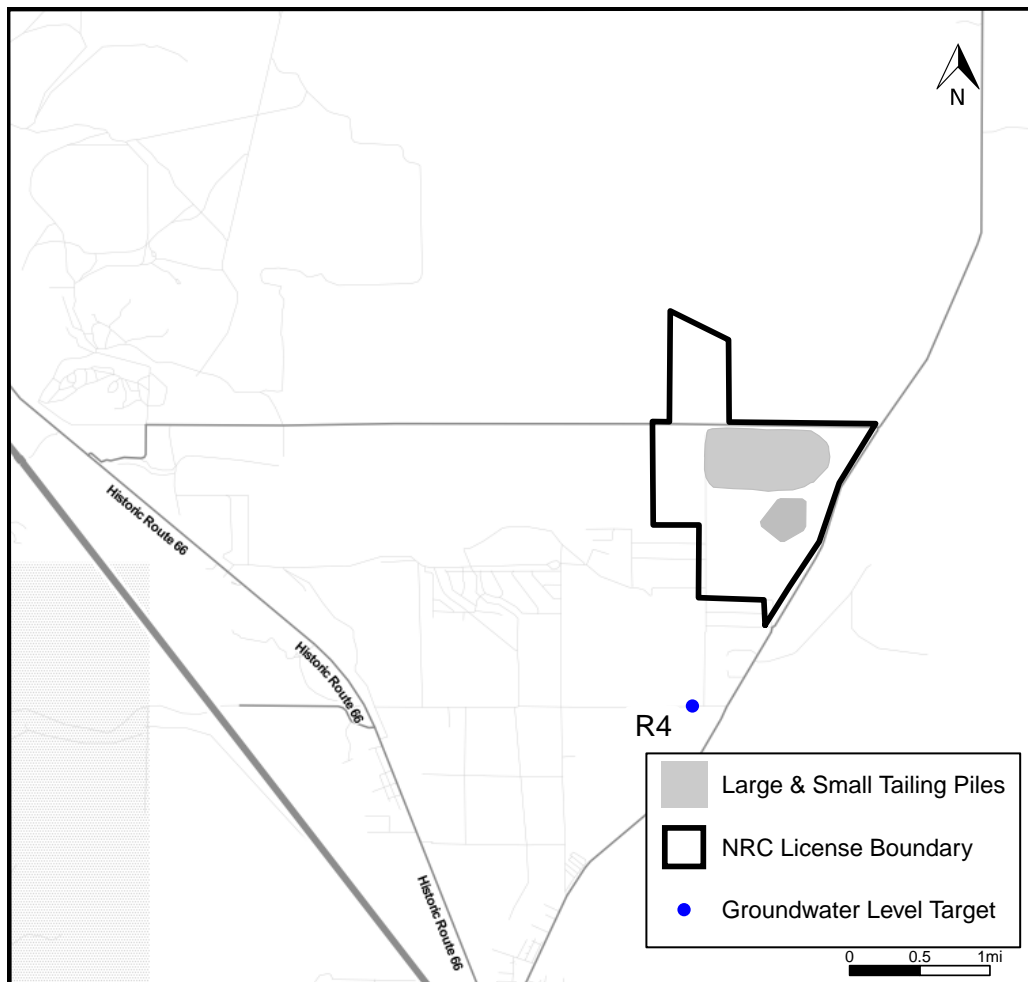 N
Historic Route 66
Historic Route 66
R4
Large & Small Tailing Piles
NRC License Boundary
Historic Route 66
Groundwater Level Target
0 0.5 1mi